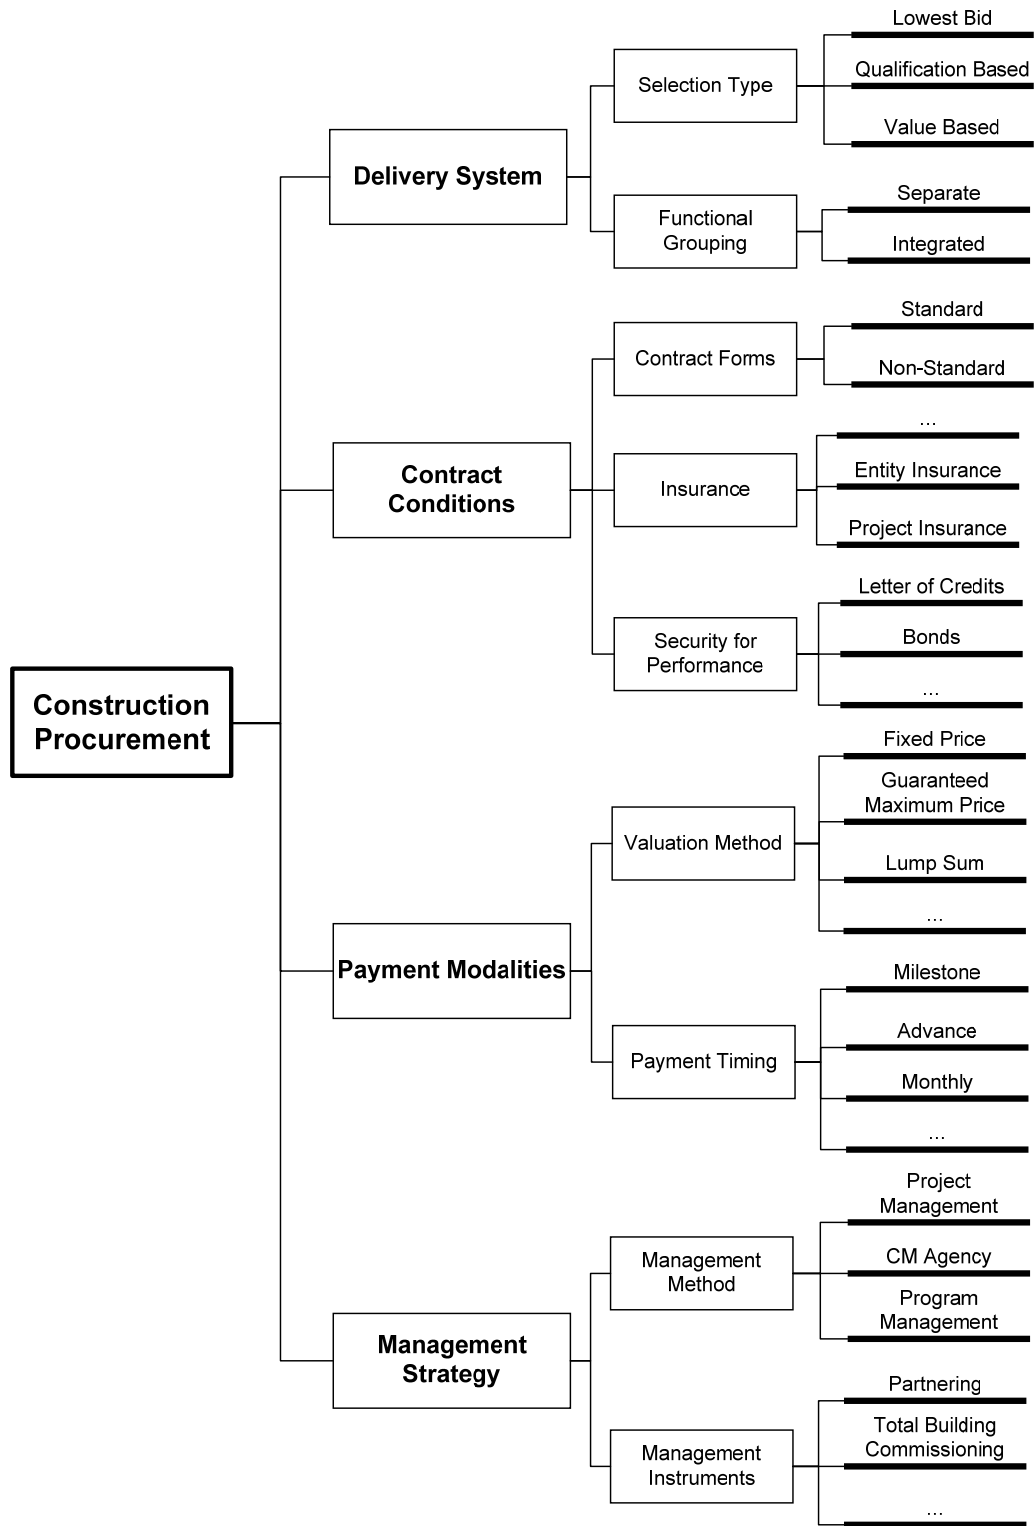 Construction
Procurement
Delivery System
Selection Type
Lowest Bid
Qualification Based
Value Based
Functional
Grouping
Separate
Integrated
Contract
Conditions
Contract Forms
Standard
Non-Standard
Insurance
...
Entity Insurance
Project Insurance
Security for
Performance
Letter of Credits
Bonds
...
Payment Modalities
Valuation Method
Fixed Price
Guaranteed
Maximum Price
Lump Sum
...
Payment Timing
Milestone
Advance
Monthly
...
Management
Strategy
Management
Method
Project
Management
CM Agency
Program
Management
Management
Instruments
Partnering
Total Building
Commissioning
...